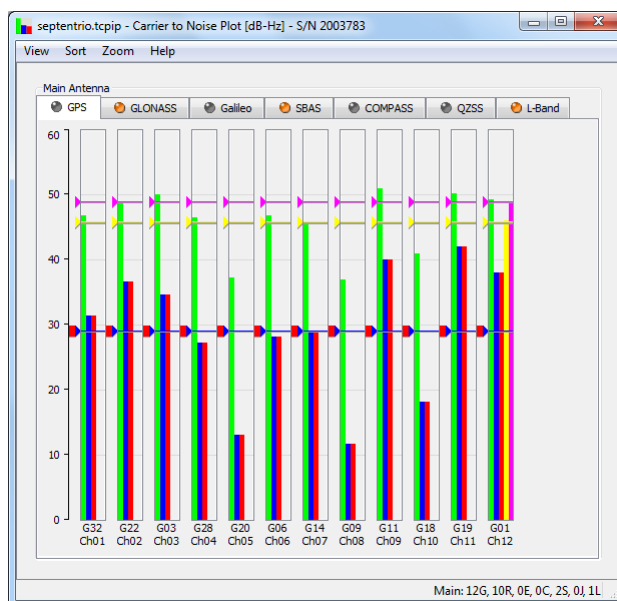 septentrio.tcpip - Carrier to Noise Plot [dB-Hz] - S/N 2003783
View Sort Zoom Help
Main Antenna
GPS GLONASS Galileo SBAS COMPASS QZSS L-Band
60
50
40
30
20
10
0
G32 G22 G03 G28 G20 G06 G14 G09 G11 G18 G19 G01
Ch01 Ch02 Ch03 Ch04 Ch05 Ch06 Ch07 Ch08 Ch09 Ch10 Ch11 Ch12
Main: 12G, 10R, 0E, 0C, 2S, 0J, 1L